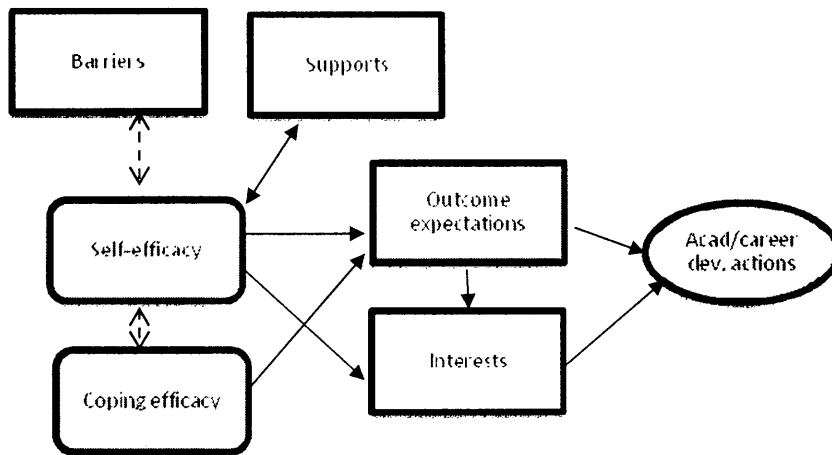 Barriers
Supports
Outcome
expectations
Self-efficacy
Acad/career
dev. actions
Interests
Coping efficacy